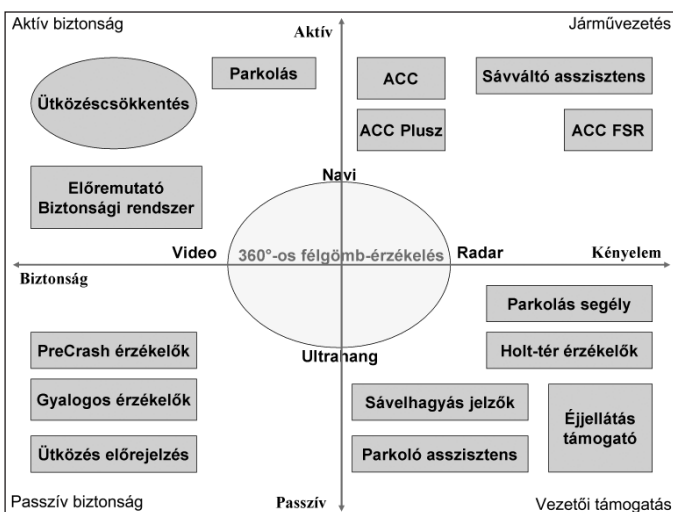 Aktív biztonság
Aktív
Járművezetés
Parkolás
ACC
Sávváltó asszisztens
Ütközéscsökkentés
ACC Plusz
ACC FSR
Előremutató
Biztonsági rendszer
Navi
Video
360°-os félgömb-érzékelés
Radar
Kényelem
Biztonság
Parkolás segély
PreCrash érzékelők
Ultrahang
Holt-tér érzékelők
Gyalogos érzékelők
Sávelhagyás jelzők
Éjjellátás
támogató
Ütközés előrejelzés
Parkoló asszisztens
Passzív biztonság
Passzív
Vezetői támogatás